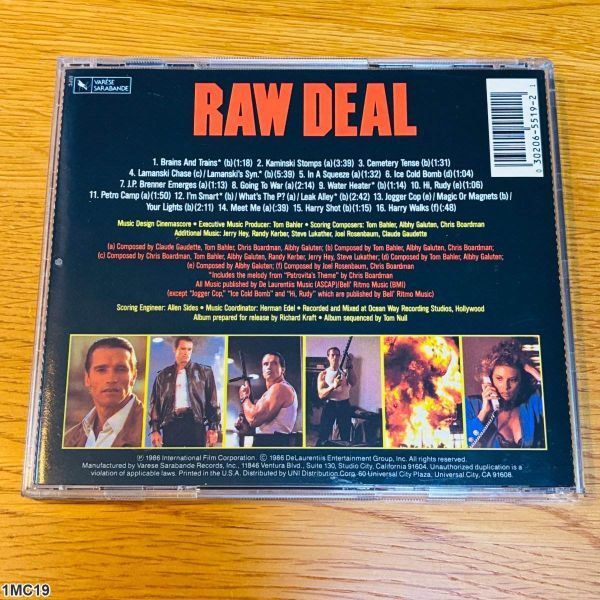 VARÈSE
SARABANDE
RAW DEAL
0 30206-5519-2 1
1. Brains And Trains* (b)(1:18) 2. Kaminski Stomps (a)(3:39) 3. Cemetery Tense (b)(1:31)
4. Lamanski Chase (c) / Lamanski's Syn.* (b)(5:39) 5. In A Squeeze (a)(1:32) 6. Ice Cold Bomb (d)(1:04)
7. J.P. Brenner Emerges (a)(1:13) 8. Going To War (a)(2:14) 9. Water Heater* (b)(1:14) 10. Hi, Rudy (e)(1:06)
11. Petro Camp (a)(1:50) 12. I'm Smart* (b) / What's The P? (a)/ Leak Alley* (b)(2:42) 13. Jogger Cop (e) / Magic Or Magnets (b) /
Your Lights (b)(2:11) 14. Meet Me (a)(:39) 15. Harry Shot (b)(1:15) 16. Harry Walks (f)(:48)
Music Design Cinemascore • Executive Music Producer: Tom Bahler • Scoring Composers: Tom Bahler, Albhy Galuten, Chris Boardman
Additional Music: Jerry Hey, Randy Kerber, Steve Lukather, Joel Rosenbaum, Claude Gaudette
(a) Composed by Claude Gaudette, Tom Bahler, Chris Boardman, Albhy Galuten; (b) Composed by Tom Bahler, Albhy Galuten, Chris Boardman;
(c) Composed by Chris Boardman, Tom Bahler, Albhy Galuten, Randy Kerber, Jerry Hey, Steve Lukather; (d) Composed by Tom Bahler, Albhy Galuten;
(e) Composed by Albhy Galuten; (f) Composed by Joel Rosenbaum, Chris Boardman
*Includes the melody from "Patrovita's Theme" by Chris Boardman
All Music published by De Laurentiis Music (ASCAP)/Bell' Ritmo Music (BMI)
(except "Jogger Cop," "Ice Cold Bomb" and "Hi, Rudy" which are published by Bell' Ritmo Music)
Scoring Engineer: Allen Sides • Music Coordinator: Herman Edel • Recorded and Mixed at Ocean Way Recording Studios, Hollywood
Album prepared for release by Richard Kraft • Album sequenced by Tom Null
℗ 1986 International Film Corporation. © 1986 DeLaurentiis Entertainment Group, Inc. All rights reserved.
Manufactured by Varese Sarabande Records, Inc., 11846 Ventura Blvd., Suite 130, Studio City, California 91604. Unauthorized duplication is a
violation of applicable laws. Printed in the U.S.A. Distributed by UNI Distribution Corp. 60 Universal City Plaza, Universal City, CA 91608.
1MC19